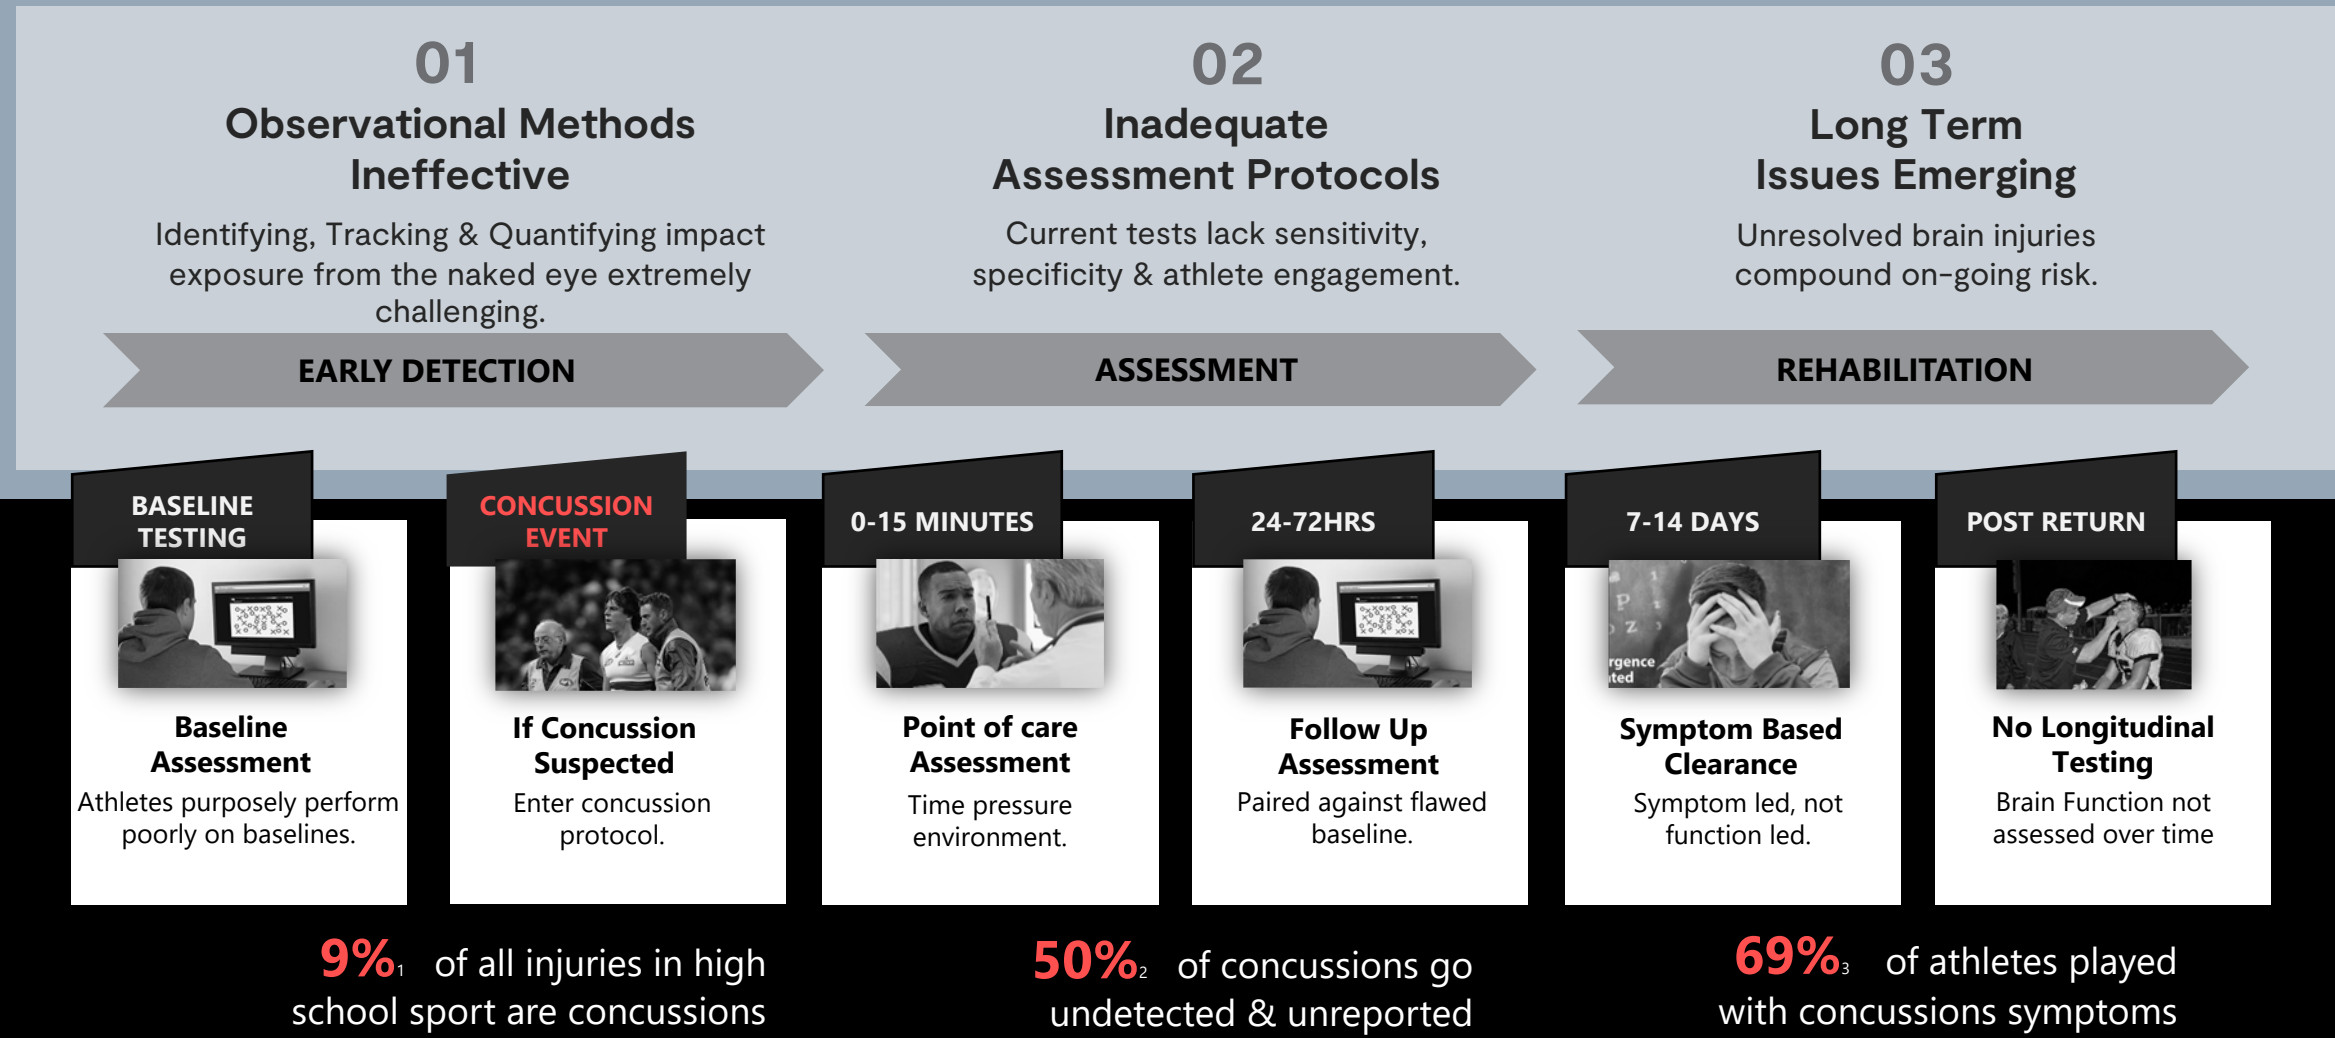 01
Observational Methods
Ineffective
Identifying, Tracking & Quantifying impact
exposure from the naked eye extremely
challenging.
02
Inadequate
Assessment Protocols
Current tests lack sensitivity,
specificity & athlete engagement.
03
Long Term
Issues Emerging
Unresolved brain injuries
compound on-going risk.
EARLY DETECTION
ASSESSMENT
REHABILITATION
BASELINE
TESTING
Baseline
Assessment
Athletes purposely perform
poorly on baselines.
CONCUSSION
EVENT
If Concussion
Suspected
Enter concussion
protocol.
0-15 MINUTES
Point of care
Assessment
Time pressure
environment.
24-72HRS
Follow Up
Assessment
Paired against flawed
baseline.
7-14 DAYS
P
Z
rgence
ted
Symptom Based
Clearance
Symptom led, not
function led.
POST RETURN
No Longitudinal
Testing
Brain Function not
assessed over time
9%1 of all injuries in high
school sport are concussions
50%2 of concussions go
undetected & unreported
69%3 of athletes played
with concussions symptoms